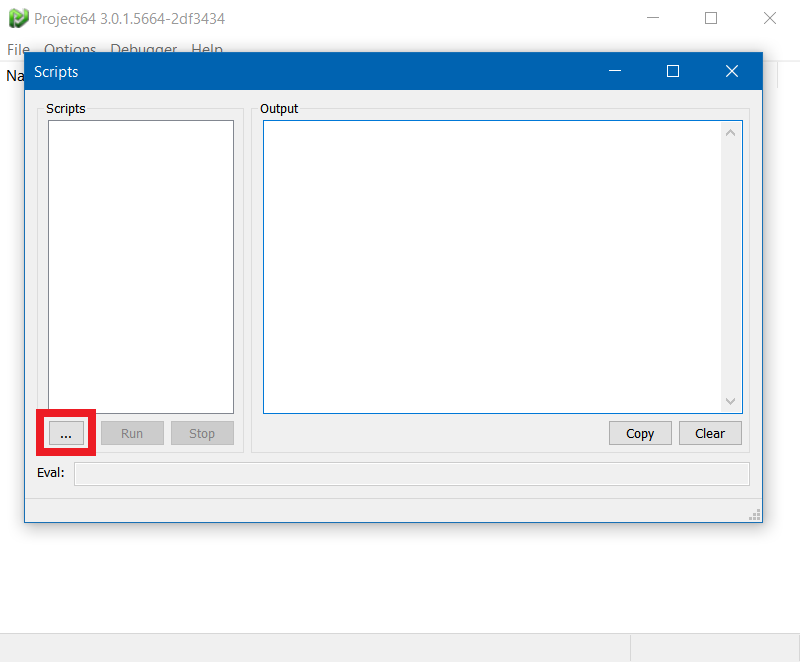 Project64 3.0.1.5664-2df3434
File Options Debugger Help
Na
Scripts
Scripts
Output
...
Run
Stop
Copy
Clear
Eval: